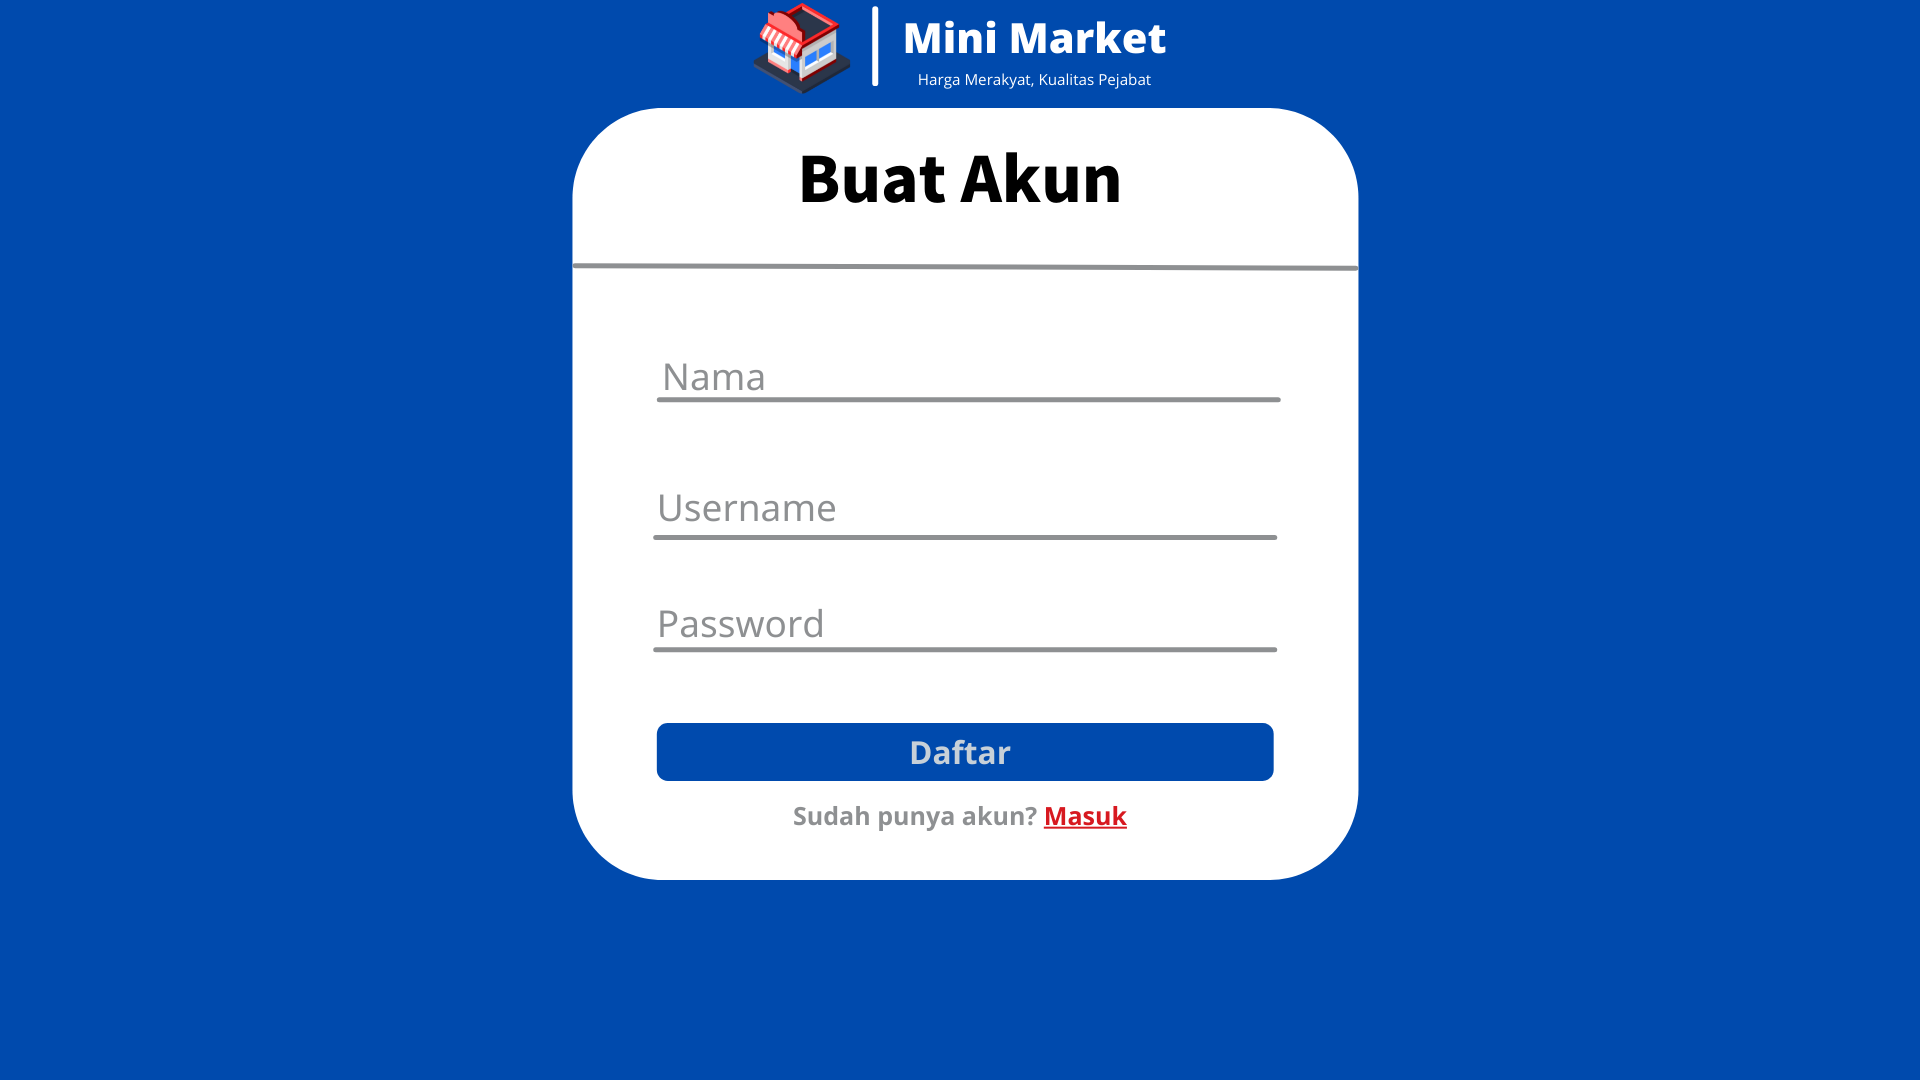 Mini Market
Harga Merakyat, Kualitas Pejabat
Buat Akun
Nama
Username
Password
Daftar
Sudah punya akun? Masuk